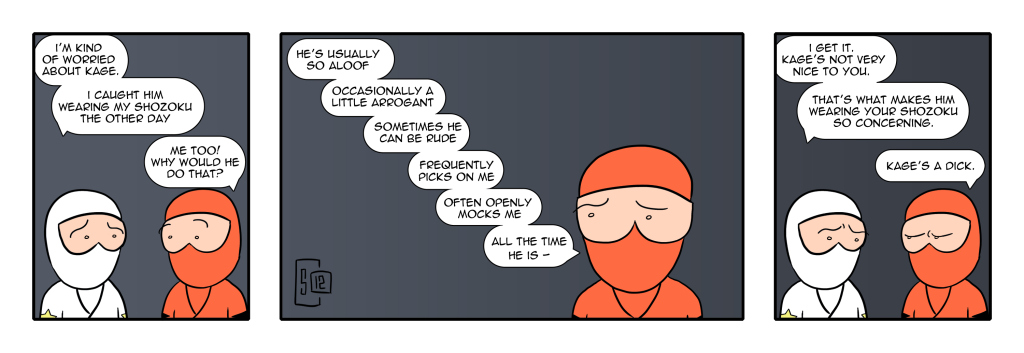 I'M KIND
OF WORRIED
ABOUT KAGE.
I CAUGHT HIM
WEARING MY SHOZOKU
THE OTHER DAY
ME TOO!
WHY WOULD HE
DO THAT?
HE'S USUALLY
SO ALOOF
OCCASIONALLY A
LITTLE ARROGANT
SOMETIMES HE
CAN BE RUDE
FREQUENTLY
PICKS ON ME
OFTEN OPENLY
MOCKS ME
ALL THE TIME
HE IS –
S
12
I GET IT.
KAGE'S NOT VERY
NICE TO YOU.
THAT'S WHAT MAKES HIM
WEARING YOUR SHOZOKU
SO CONCERNING.
KAGE'S A DICK.